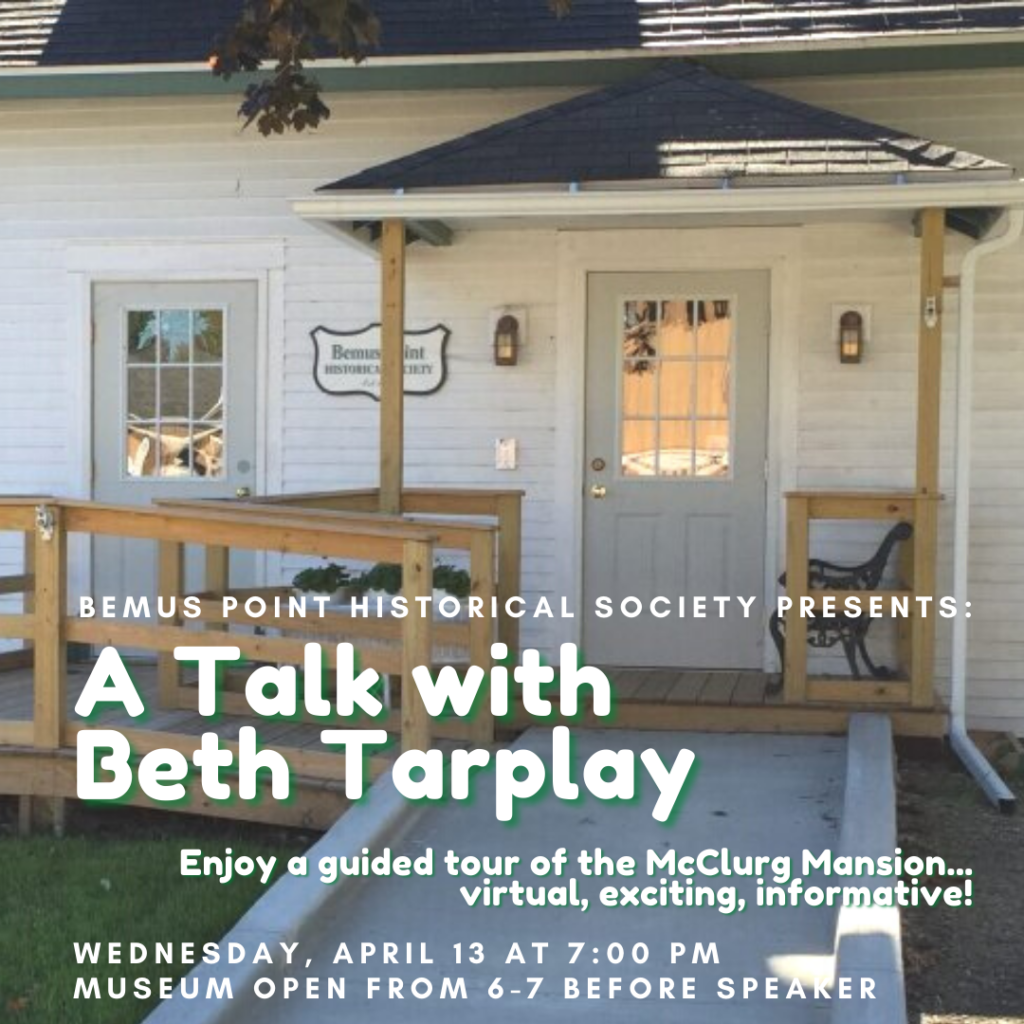 Bemus Point
HISTORICAL SOCIETY
BEMUS POINT HISTORICAL SOCIETY PRESENTS:
A Talk with
Beth Tarplay
Enjoy a guided tour of the McClurg Mansion...
virtual, exciting, informative!
WEDNESDAY, APRIL 13 AT 7:00 PM
MUSEUM OPEN FROM 6-7 BEFORE SPEAKER